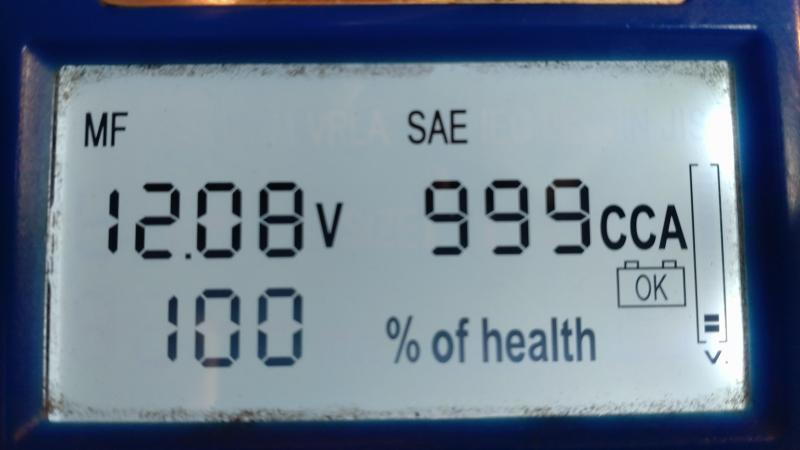 MF SAE
12.08V 999CCA
OK
100 % of health